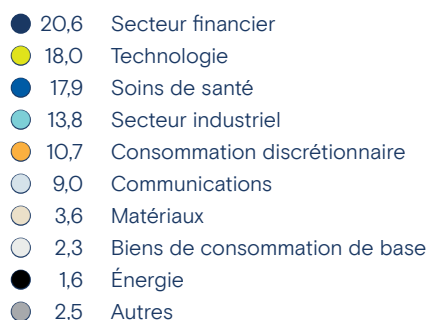 20,6 Secteur financier
18,0 Technologie
17,9 Soins de santé
13,8 Secteur industriel
10,7 Consommation discrétionnaire
9,0 Communications
3,6 Matériaux
2,3 Biens de consommation de base
1,6 Énergie
2,5 Autres